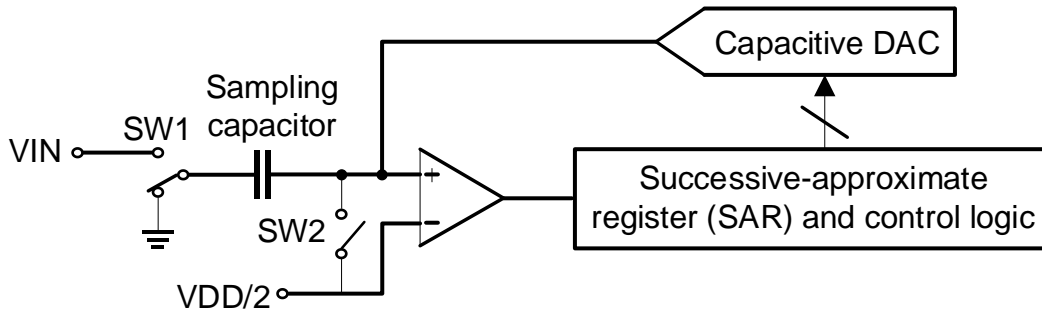 Capacitive DAC
Sampling
capacitor
SW1
VIN
+
Successive-approximate
register (SAR) and control logic
SW2
−
VDD/2